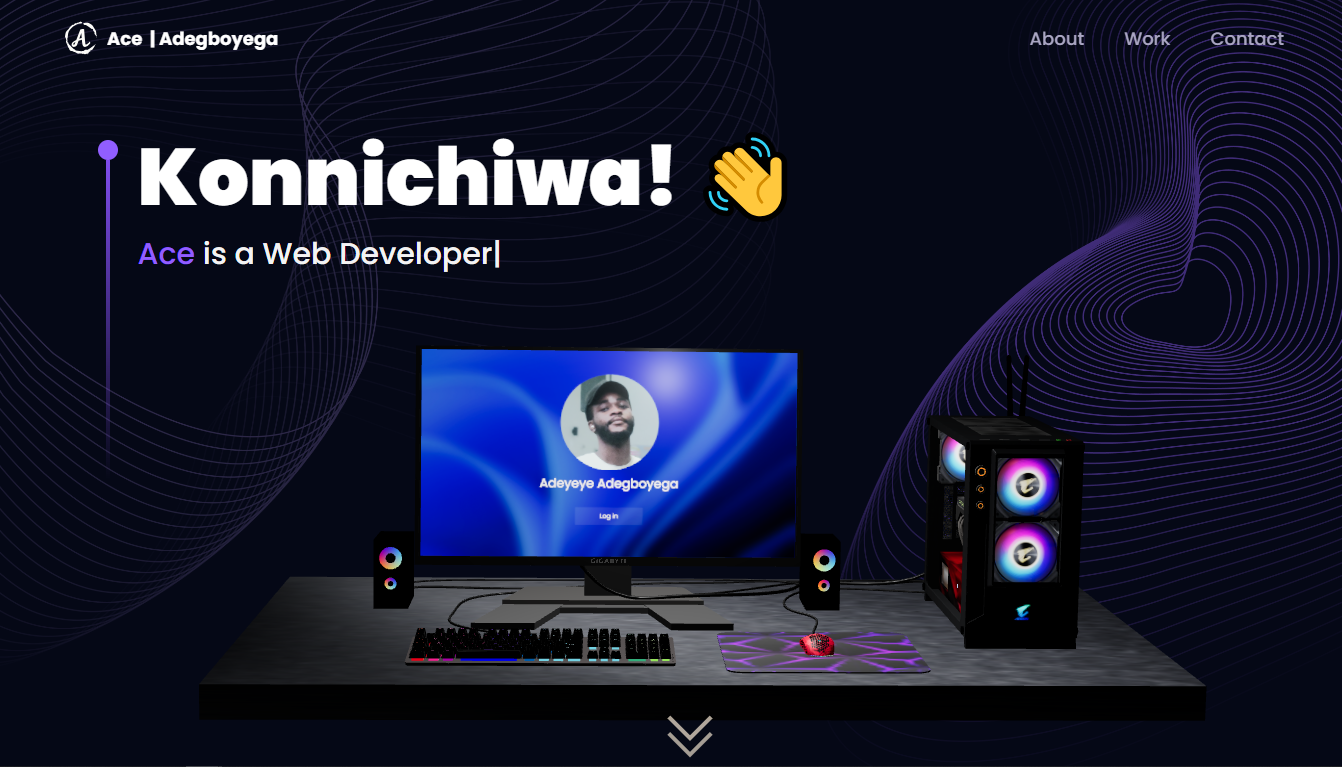 Ace | Adegboyega
About Work Contact
Konnichiwa!
Ace is a Web Developer|
Adeyeye Adegboyega
Log in
GIGABYTE